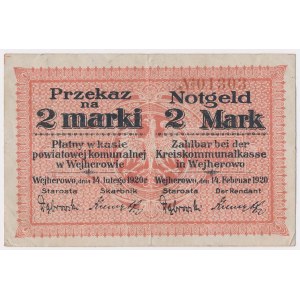 Przekaz
na
2 marki
Płatny w kasie
powiatowej komunalnej
w Wejherowie
Wejherowo, dnia 14. lutego 1920r
Starosta Skarbnik
№01303
Notgeld
2 Mark
Zahlbar bei der
Kreiskommunalkasse
in Wejherowo
Wejherowo, den 14. Februar 1920
Starosta Der Rendant